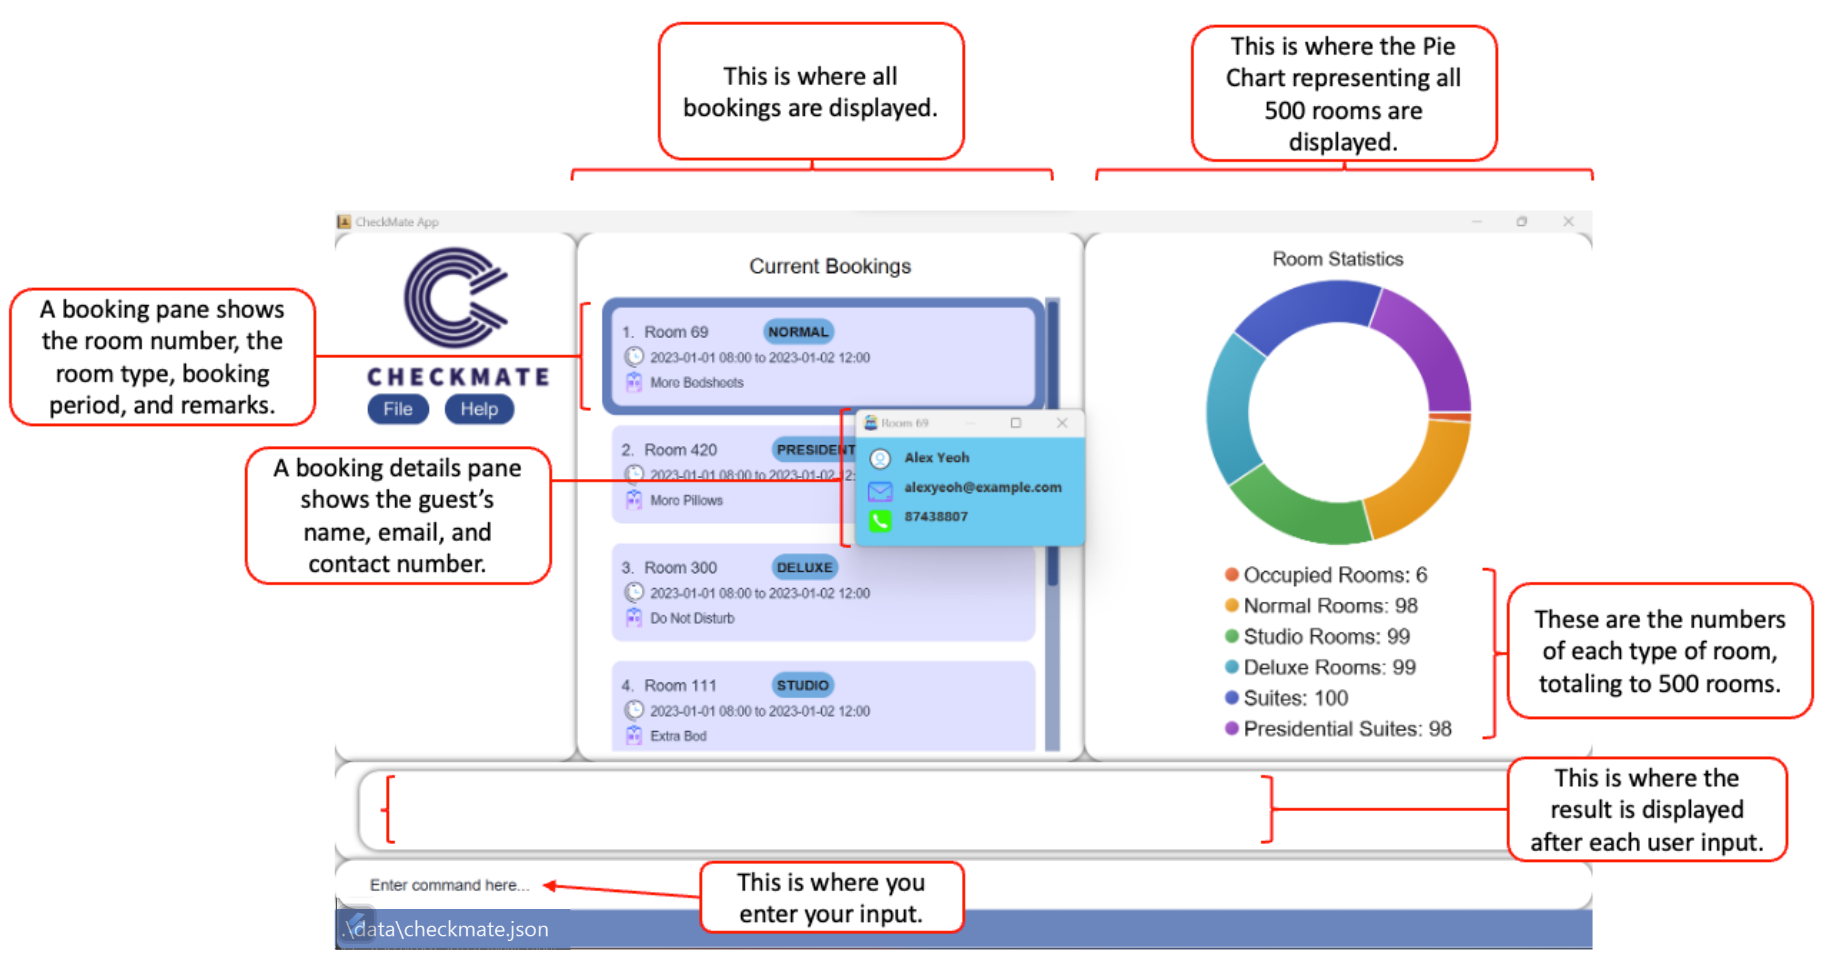 This is where all
bookings are displayed.
This is where the Pie
Chart representing all
500 rooms are
displayed.
CheckMate App
A booking pane shows
the room number, the
room type, booking
period, and remarks.
CHECKMATE
File Help
A booking details pane
shows the guest's
name, email, and
contact number.
Current Bookings
1. Room 69 NORMAL
2023-01-01 08:00 to 2023-01-02 12:00
More Bedsheets
2. Room 420 PRESIDENT
2023-01-01 08:00 to 2023-01-02 12:
More Pillows
Room 69
Alex Yeoh
alexyeoh@example.com
87438807
3. Room 300 DELUXE
2023-01-01 08:00 to 2023-01-02 12:00
Do Not Disturb
4. Room 111 STUDIO
2023-01-01 08:00 to 2023-01-02 12:00
Extra Bed
Room Statistics
Occupied Rooms: 6
Normal Rooms: 98
Studio Rooms: 99
Deluxe Rooms: 99
Suites: 100
Presidential Suites: 98
These are the numbers
of each type of room,
totaling to 500 rooms.
This is where the
result is displayed
after each user input.
Enter command here...
This is where you
enter your input.
.\data\checkmate.json